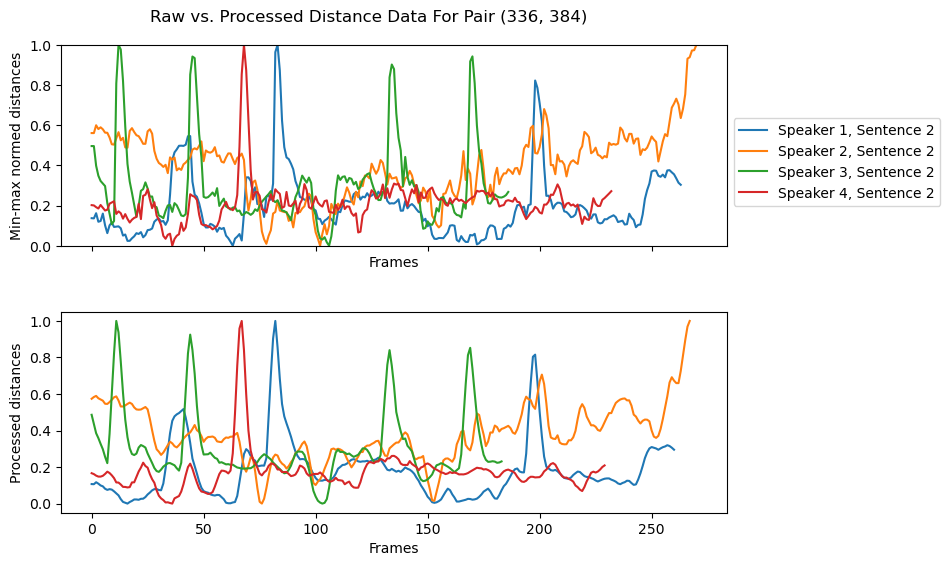 Raw vs. Processed Distance Data For Pair (336, 384)
Min-max normed distances
1.0
0.8
0.6
0.4
0.2
0.0
Frames
Speaker 1, Sentence 2
Speaker 2, Sentence 2
Speaker 3, Sentence 2
Speaker 4, Sentence 2
Processed distances
1.0
0.8
0.6
0.4
0.2
0.0
0 50 100 150 200 250
Frames